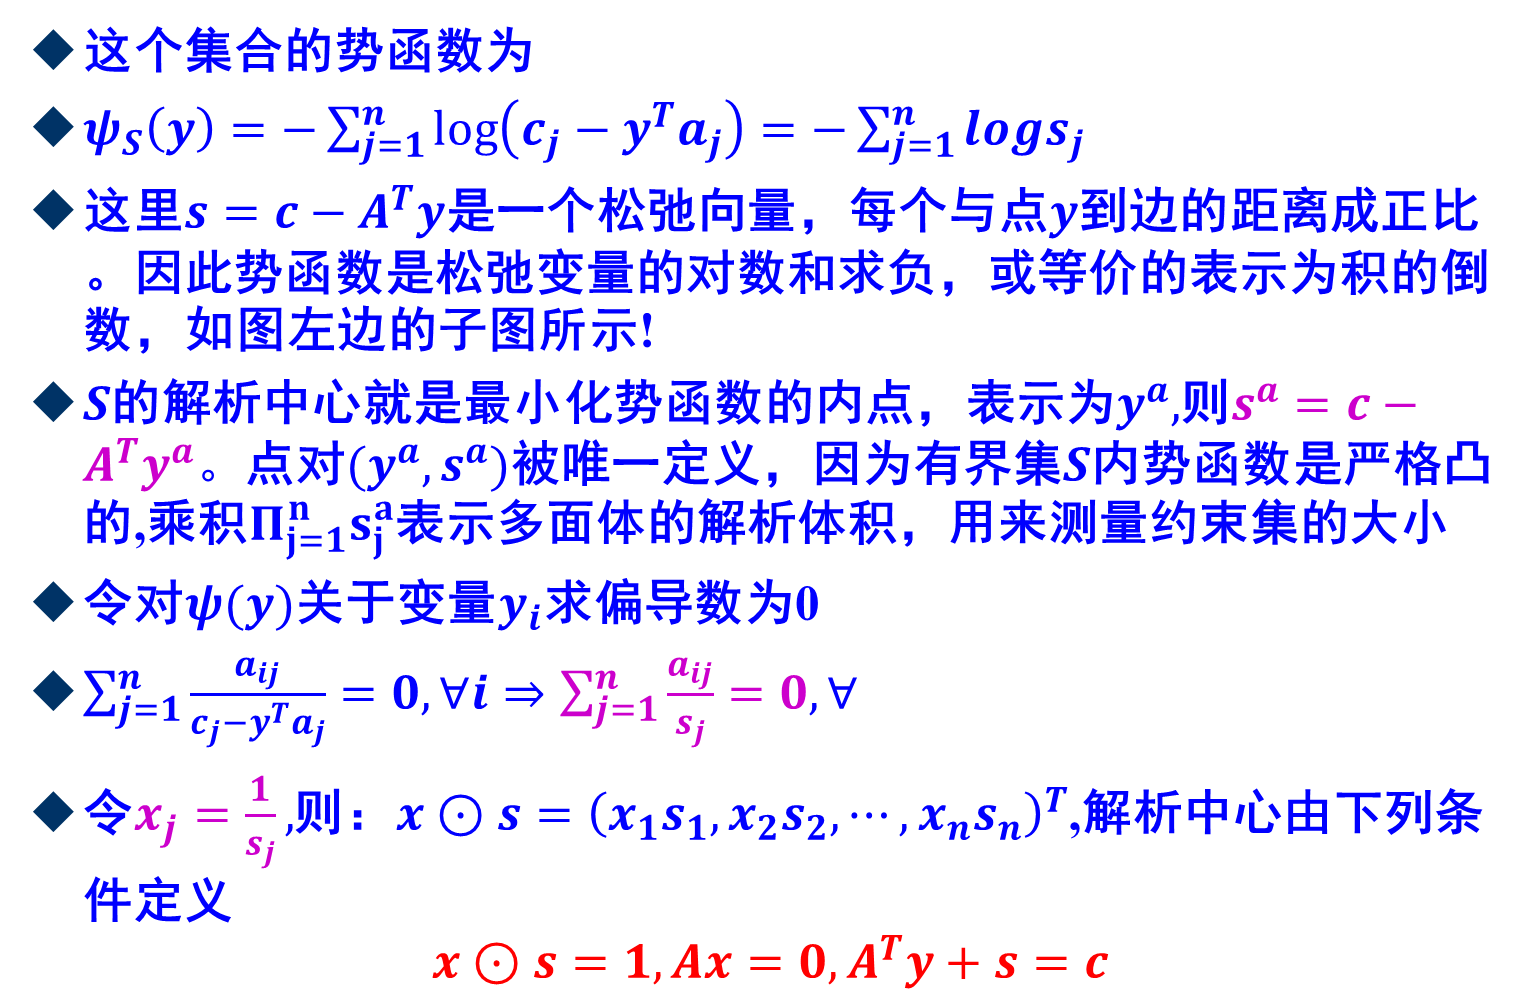 ◆ 这个集合的势函数为
◆ ψ_S(y) = −∑_{j=1}^{n} log(c_j − y^T a_j) = −∑_{j=1}^{n} logs_j
◆ 这里s = c − A^T y是一个松弛向量，每个与点y到边的距离成正比
。因此势函数是松弛变量的对数和求负，或等价的表示为积的倒
数，如图左边的子图所示!
◆ S的解析中心就是最小化势函数的内点，表示为y^a,则s^a = c −
A^T y^a。点对(y^a, s^a)被唯一定义，因为有界集S内势函数是严格凸
的,乘积Π_{j=1}^{n} s_j^a表示多面体的解析体积，用来测量约束集的大小
◆ 令对ψ(y)关于变量y_i求偏导数为0
◆ ∑_{j=1}^{n} a_{ij}/(c_j−y^T a_j) = 0, ∀i ⇒ ∑_{j=1}^{n} a_{ij}/s_j = 0, ∀
◆ 令x_j = 1/s_j,则：x ⊙ s = (x_1s_1, x_2s_2, ⋯, x_ns_n)^T,解析中心由下列条
件定义
x ⊙ s = 1, Ax = 0, A^T y + s = c